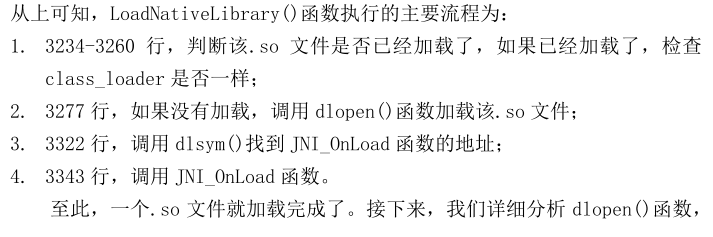 从上可知，LoadNativeLibrary()函数执行的主要流程为：
1. 3234-3260 行，判断该.so 文件是否已经加载了，如果已经加载了，检查
class_loader 是否一样；
2. 3277 行，如果没有加载，调用 dlopen()函数加载该.so 文件；
3. 3322 行，调用 dlsym()找到 JNI_OnLoad 函数的地址；
4. 3343 行，调用 JNI_OnLoad 函数。
至此，一个.so 文件就加载完成了。接下来，我们详细分析 dlopen()函数，